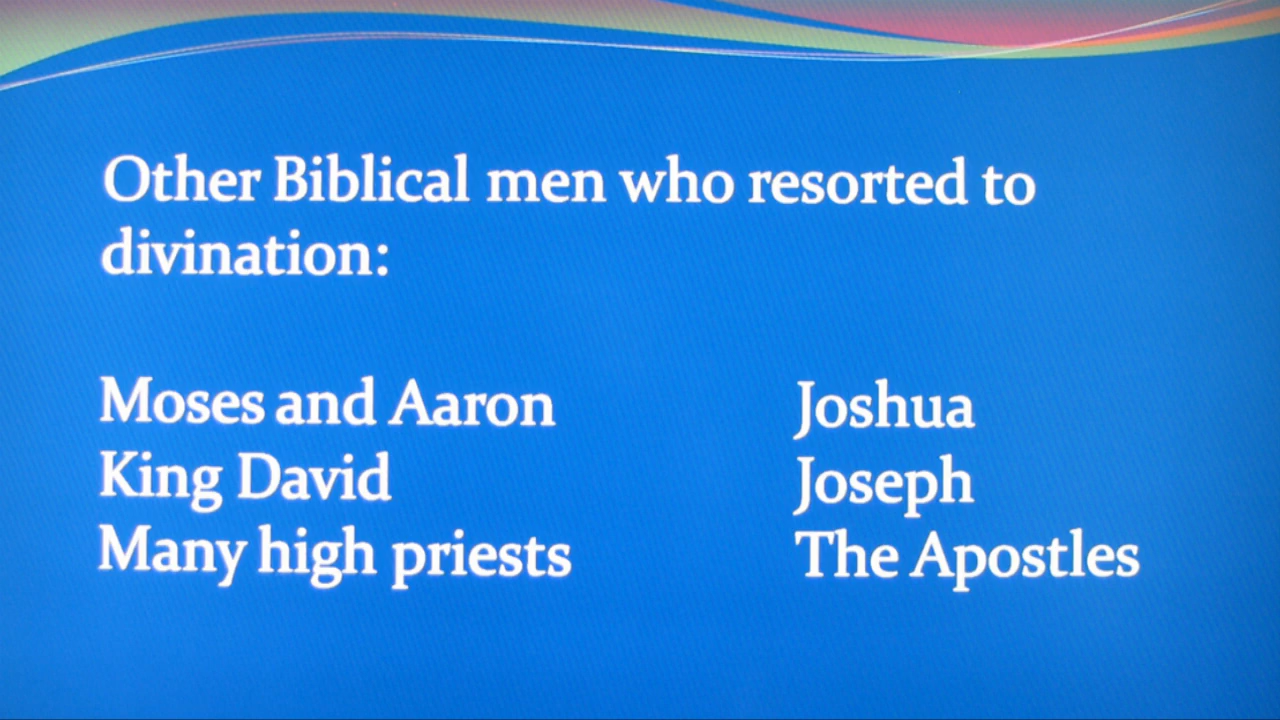 Other Biblical men who resorted to
divination:
Moses and Aaron
King David
Many high priests
Joshua
Joseph
The Apostles